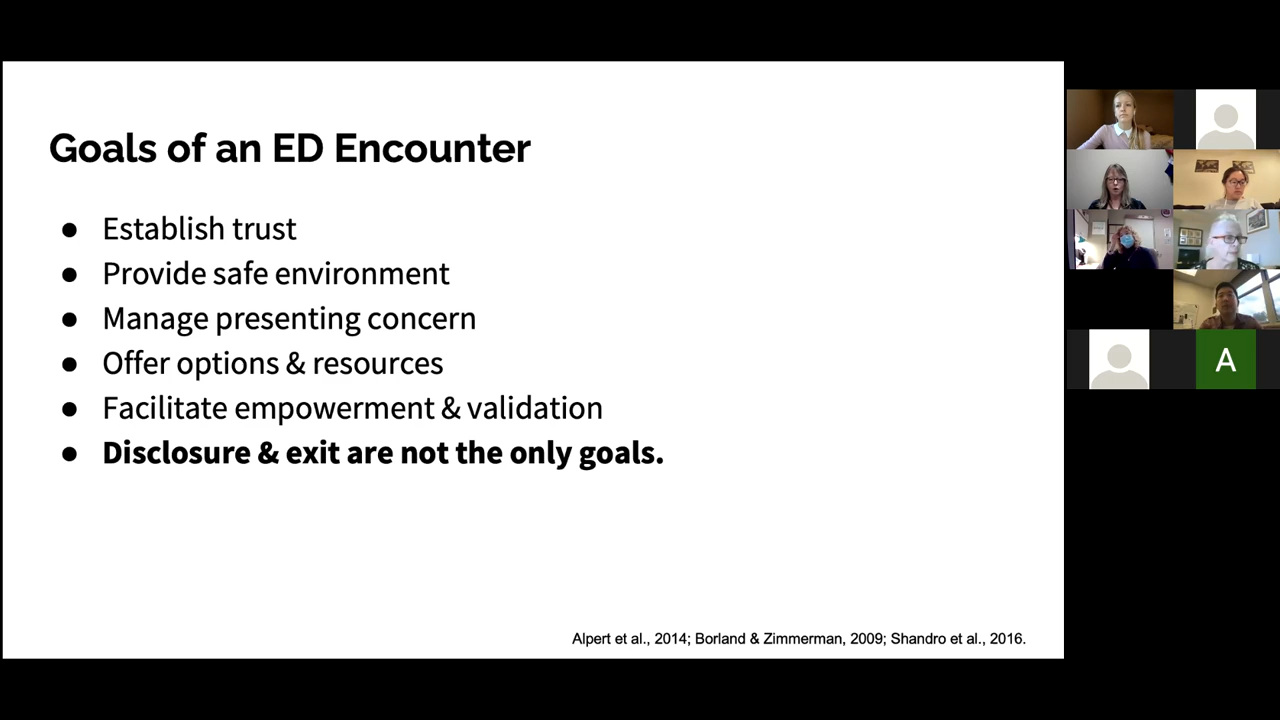 Goals of an ED Encounter
● Establish trust
● Provide safe environment
● Manage presenting concern
● Offer options & resources
● Facilitate empowerment & validation
● Disclosure & exit are not the only goals.
Alpert et al., 2014; Borland & Zimmerman, 2009; Shandro et al., 2016.
A